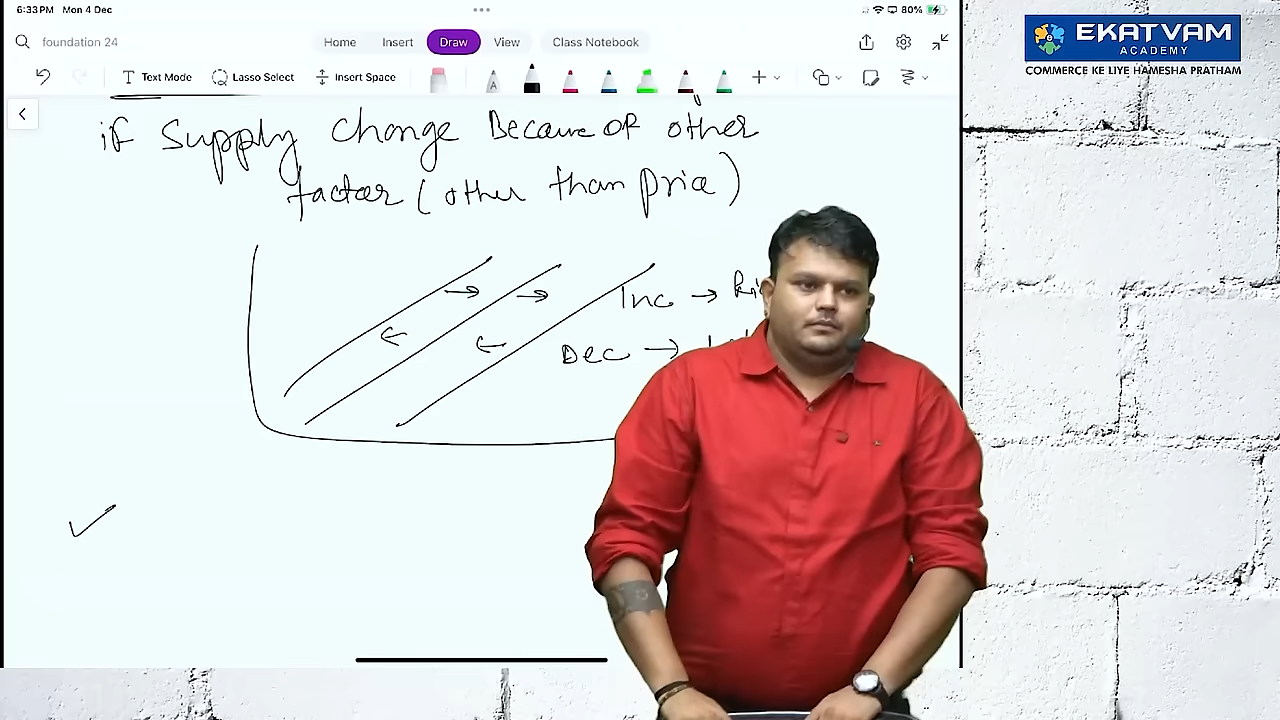 6:33PM Mon 4 Dec
80%
EKATVAM
ACADEMY
COMMERCE KE LIYE HAMESHA PRATHAM
foundation 24
Home Insert Draw View Class Notebook
Text Mode Lasso Select Insert Space
if Supply change Because OF other
factor (other than price)
Inc →
Dec →